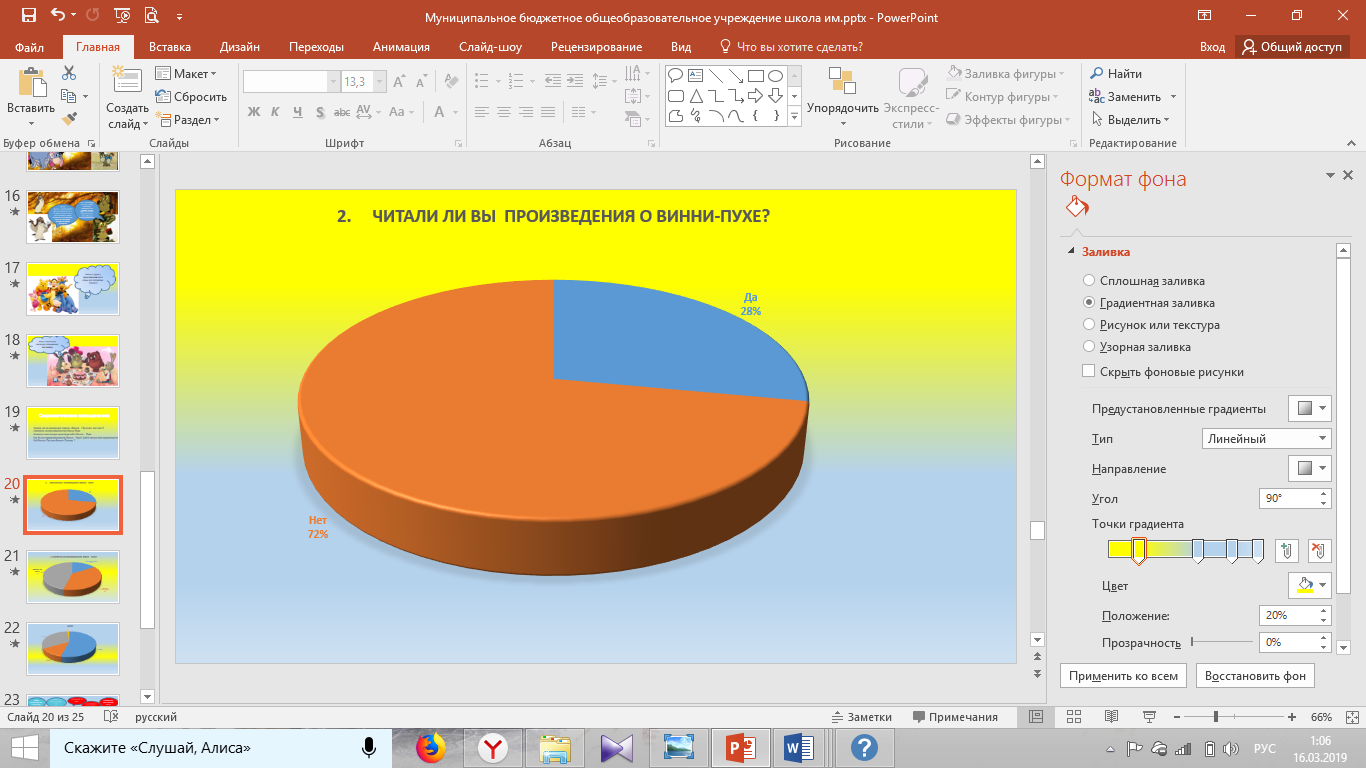 Муниципальное бюджетное общеобразовательное учреждение школа им.pptx - PowerPoint
Файл Главная Вставка Дизайн Переходы Анимация Слайд-шоу Рецензирование Вид Что вы хотите сделать? Вход Общий доступ
Вставить
Буфер обмена
Создать слайд
Макет
Сбросить
Раздел
Слайды
13,3
Ж К Ч S abc AV Aa А
Шрифт
Абзац
Упорядочить
Экспресс-стили
Заливка фигуры
Контур фигуры
Эффекты фигуры
Рисование
Найти
Заменить
Выделить
Редактирование
16
17
18
19
20
21
22
23
2. ЧИТАЛИ ЛИ ВЫ ПРОИЗВЕДЕНИЯ О ВИННИ-ПУХЕ?
Да
28%
Нет
72%
Формат фона
Заливка
Сплошная заливка
Градиентная заливка
Рисунок или текстура
Узорная заливка
Скрыть фоновые рисунки
Предустановленные градиенты
Тип Линейный
Направление
Угол 90°
Точки градиента
Цвет
Положение: 20%
Прозрачность 0%
Применить ко всем Восстановить фон
Слайд 20 из 25 русский Заметки Примечания 66%
Скажите «Слушай, Алиса»
РУС
1:06
16.03.2019